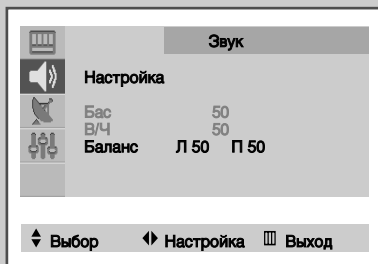 Звук
Настройка
Бас 50
В/Ч 50
Баланс Л 50 П 50
Выбор Настройка Выход